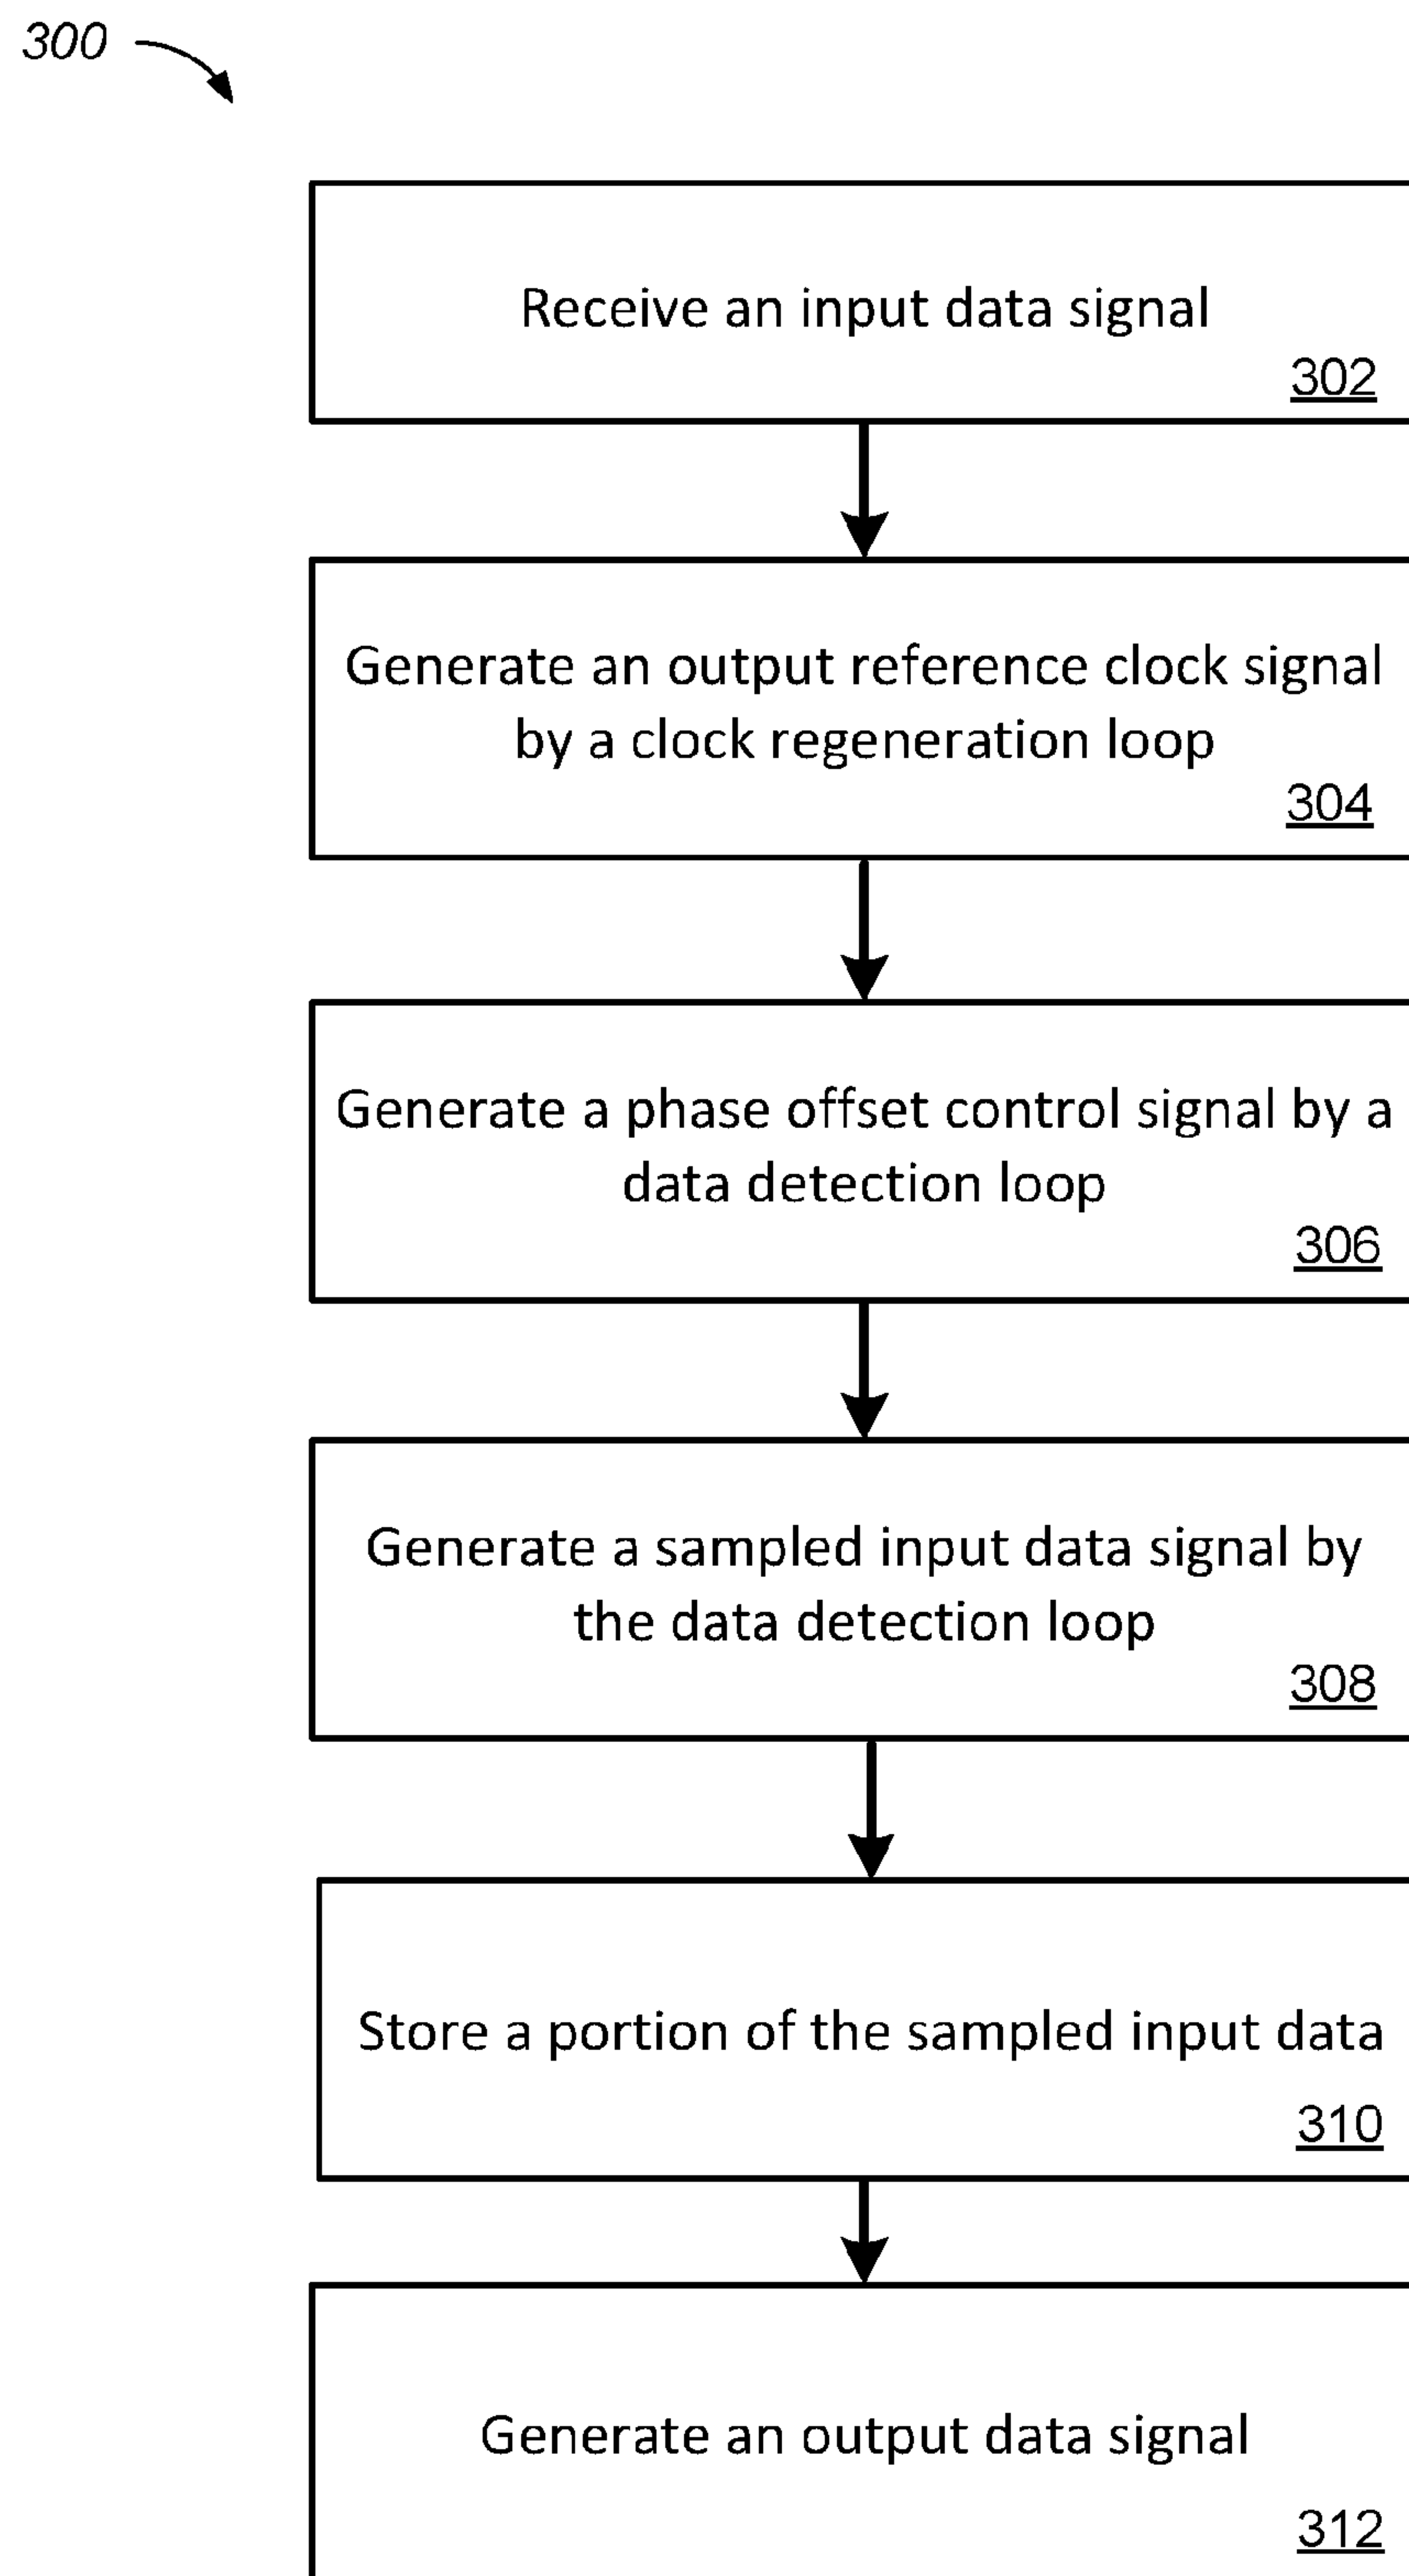 300
Receive an input data signal
302
Generate an output reference clock signal
by a clock regeneration loop
304
Generate a phase offset control signal by a
data detection loop
306
Generate a sampled input data signal by
the data detection loop
308
Store a portion of the sampled input data
310
Generate an output data signal
312